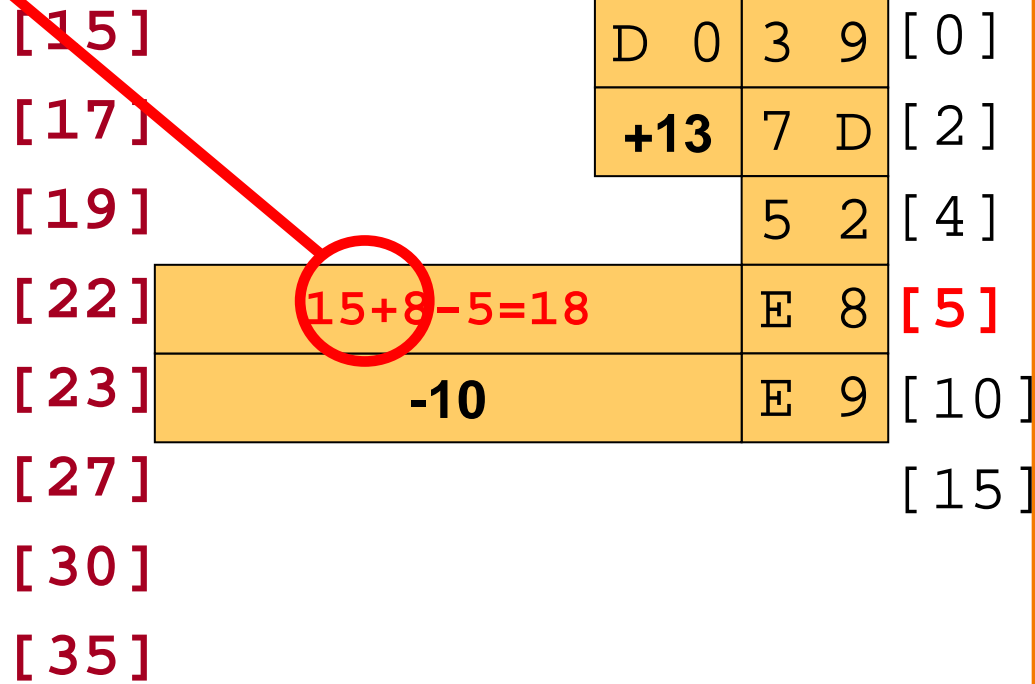 [15] D 0 3 9 [0]
[17] +13 7 D [2]
[19] 5 2 [4]
[22] 15+8-5=18 E 8 [5]
[23] -10 E 9 [10]
[27] [15]
[30]
[35]